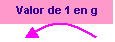 Valor de 1 en g